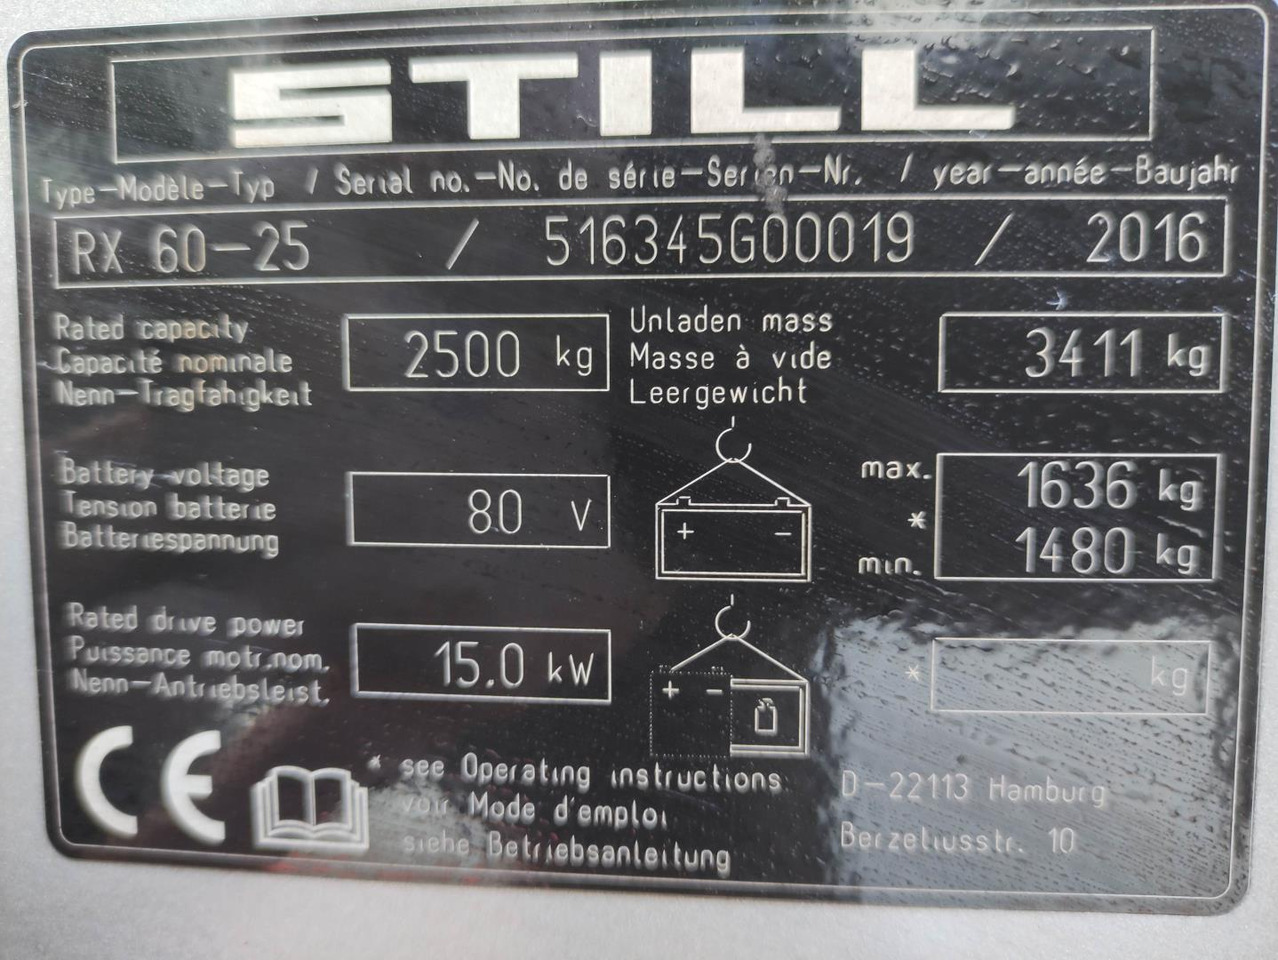 STILL
Type-Modèle-Typ / Serial no.-No. de série-Serien-Nr. / year-année-Baujahr
RX 60-25 / 516345G00019 / 2016
Rated capacity
Capacité nominale
Nenn-Tragfahigkeit
2500 kg
Unladen mass
Masse à vide
Leergewicht
3411 kg
Battery voltage
Tension batterie
Batteriespannung
80 V
+ -
max. 1636 kg
*
min. 1480 kg
Rated drive power
Puissance motr.nom.
Nenn-Antriebsleist.
15.0 kW
+ -
* kg
CE
* see Operating instructions
voir Mode d'emploi
siehe Betriebsanleitung
D-22113 Hamburg
Berzeliusstr. 10